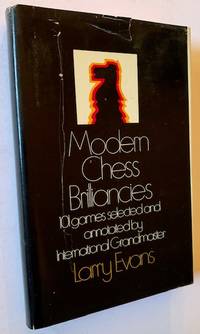 Modern
Chess
Brilliancies
101 games selected and
annotated by
International Grandmaster
Larry Evans